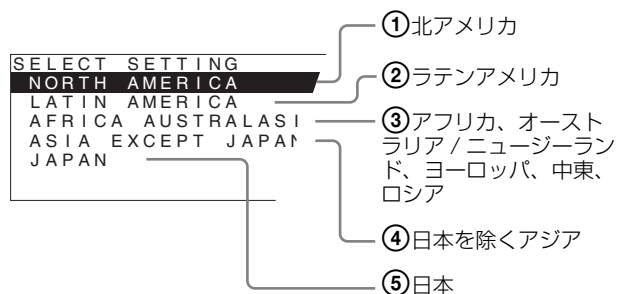 SELECT SETTING
NORTH AMERICA
LATIN AMERICA
AFRICA AUSTRALASI
ASIA EXCEPT JAPAN
JAPAN
①北アメリカ
②ラテンアメリカ
③アフリカ、オースト
ラリア / ニュージーラン
ド、ヨーロッパ、中東、
ロシア
④日本を除くアジア
⑤日本